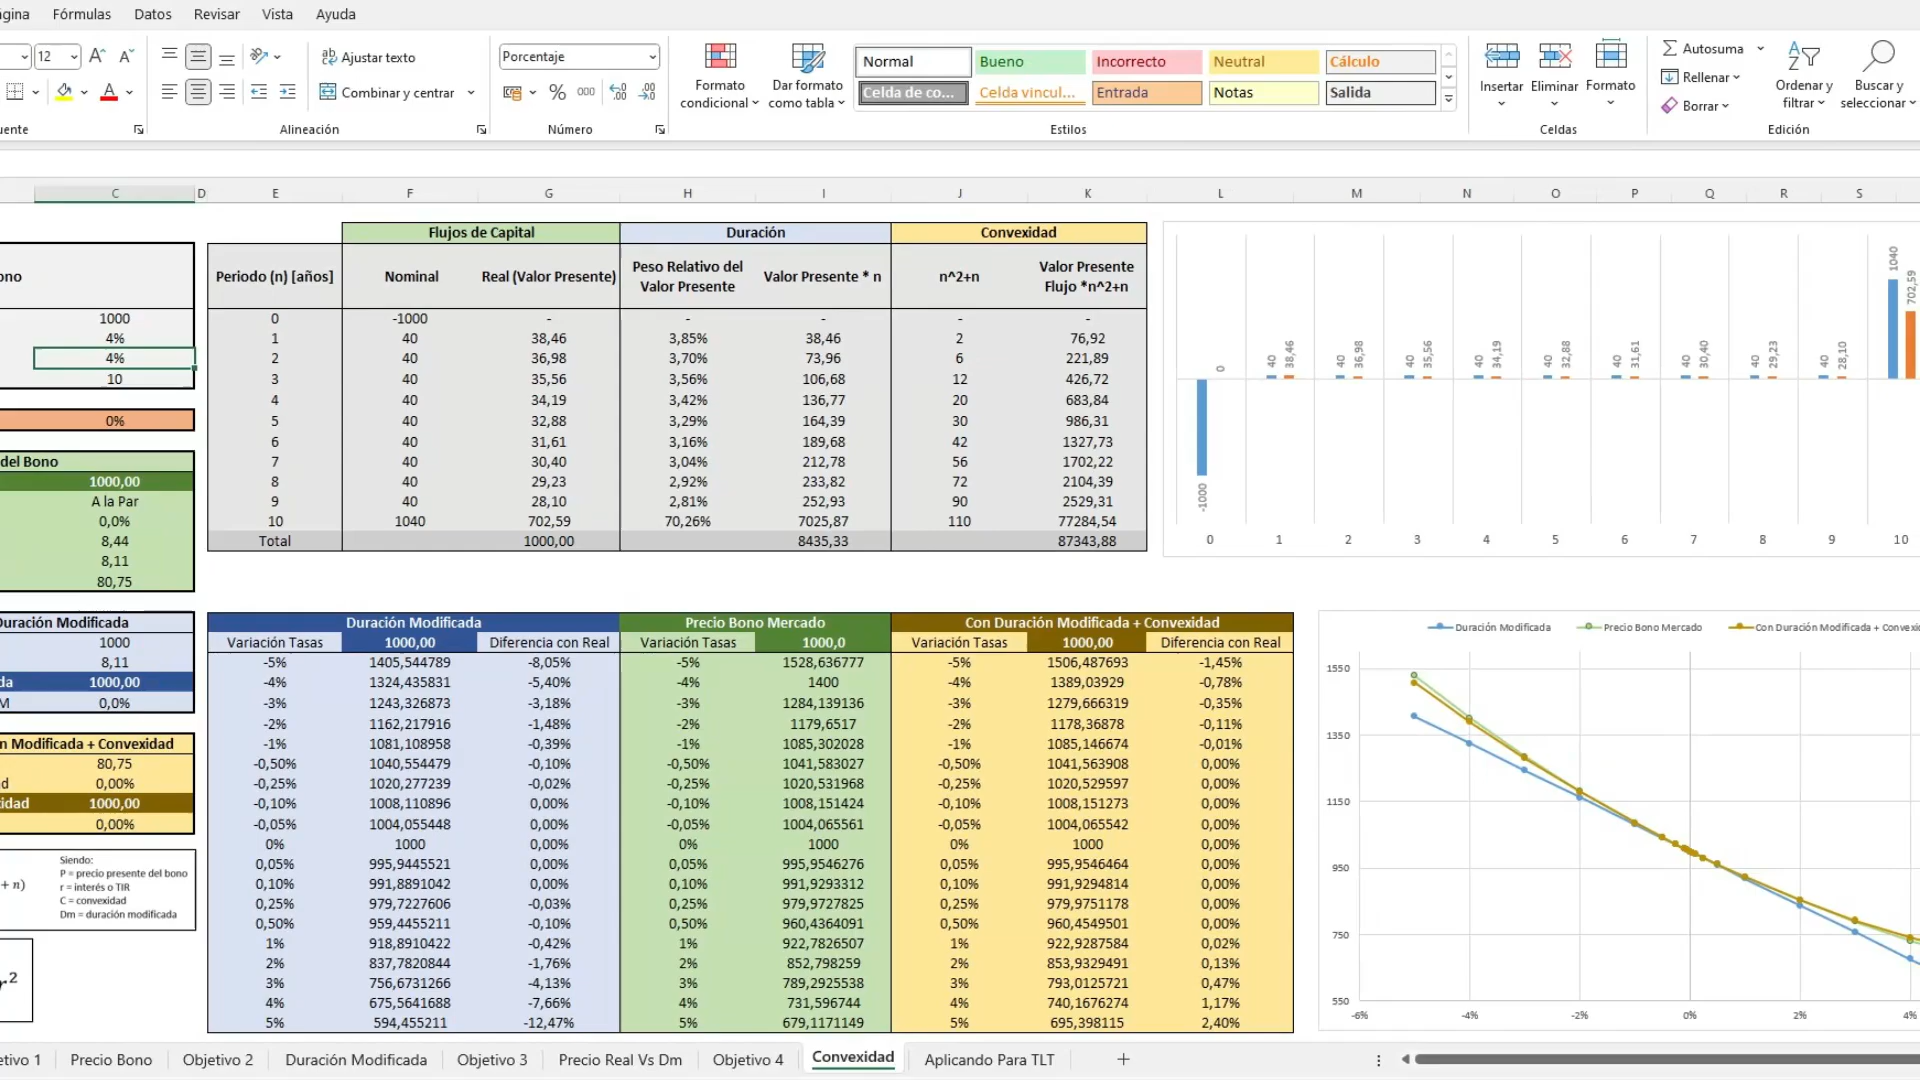 ágina Fórmulas Datos Revisar Vista Ayuda
12 A A Ajustar texto Porcentaje Normal Bueno Incorrecto Neutral Cálculo Insertar Eliminar Formato Autosuma Ordenar y filtrar Buscar y seleccionar
Combinar y centrar % 000 Formato condicional Dar formato como tabla Celda de co... Celda vincul... Entrada Notas Salida Rellenar
Borrar
uente Alineación Número Estilos Celdas Edición
C D E F G H I J K L M N O P Q R S
ono
1000
4%
4%
10
0%
del Bono
1000,00
A la Par
0,0%
8,44
8,11
80,75
Duración Modificada
1000
8,11
da 1000,00
M 0,0%
n Modificada + Convexidad
80,75
d 0,00%
cidad 1000,00
0,00%
+ n)
Siendo:
P = precio presente del bono
r = interés o TIR
C = convexidad
Dm = duración modificada
r²
Flujos de Capital Duración Convexidad
Periodo (n) [años] Nominal Real (Valor Presente) Peso Relativo del Valor Presente Valor Presente * n n^2+n Valor Presente Flujo *n^2+n
0 -1000 - - - - -
1 40 38,46 3,85% 38,46 2 76,92
2 40 36,98 3,70% 73,96 6 221,89
3 40 35,56 3,56% 106,68 12 426,72
4 40 34,19 3,42% 136,77 20 683,84
5 40 32,88 3,29% 164,39 30 986,31
6 40 31,61 3,16% 189,68 42 1327,73
7 40 30,40 3,04% 212,78 56 1702,22
8 40 29,23 2,92% 233,82 72 2104,39
9 40 28,10 2,81% 252,93 90 2529,31
10 1040 702,59 70,26% 7025,87 110 77284,54
Total 1000,00 8435,33 87343,88
-1000 0 40 38,46 40 36,98 40 35,56 40 34,19 40 32,88 40 31,61 40 30,40 40 29,23 40 28,10 1040 702,59
0 1 2 3 4 5 6 7 8 9 10
Duración Modificada Precio Bono Mercado Con Duración Modificada + Convexidad
Variación Tasas 1000,00 Diferencia con Real Variación Tasas 1000,0 Variación Tasas 1000,00 Diferencia con Real
-5% 1405,544789 -8,05% -5% 1528,636777 -5% 1506,487693 -1,45%
-4% 1324,435831 -5,40% -4% 1400 -4% 1389,03929 -0,78%
-3% 1243,326873 -3,18% -3% 1284,139136 -3% 1279,666319 -0,35%
-2% 1162,217916 -1,48% -2% 1179,6517 -2% 1178,36878 -0,11%
-1% 1081,108958 -0,39% -1% 1085,302028 -1% 1085,146674 -0,01%
-0,50% 1040,554479 -0,10% -0,50% 1041,583027 -0,50% 1041,563908 0,00%
-0,25% 1020,277239 -0,02% -0,25% 1020,531968 -0,25% 1020,529597 0,00%
-0,10% 1008,110896 0,00% -0,10% 1008,151424 -0,10% 1008,151273 0,00%
-0,05% 1004,055448 0,00% -0,05% 1004,065561 -0,05% 1004,065542 0,00%
0% 1000 0,00% 0% 1000 0% 1000 0,00%
0,05% 995,9445521 0,00% 0,05% 995,9546276 0,05% 995,9546464 0,00%
0,10% 991,8891042 0,00% 0,10% 991,9293312 0,10% 991,9294814 0,00%
0,25% 979,7227606 -0,03% 0,25% 979,9727825 0,25% 979,9751178 0,00%
0,50% 959,4455211 -0,10% 0,50% 960,4364091 0,50% 960,4549501 0,00%
1% 918,8910422 -0,42% 1% 922,7826507 1% 922,9287584 0,02%
2% 837,7820844 -1,76% 2% 852,798259 2% 853,9329491 0,13%
3% 756,6731266 -4,13% 3% 789,2925538 3% 793,0125721 0,47%
4% 675,5641688 -7,66% 4% 731,596744 4% 740,1676274 1,17%
5% 594,455211 -12,47% 5% 679,1171149 5% 695,398115 2,40%
Duración Modificada Precio Bono Mercado Con Duración Modificada + Convexid
1550
1350
1150
950
750
550
-6% -4% -2% 0% 2% 4%
etivo 1 Precio Bono Objetivo 2 Duración Modificada Objetivo 3 Precio Real Vs Dm Objetivo 4 Convexidad Aplicando Para TLT +